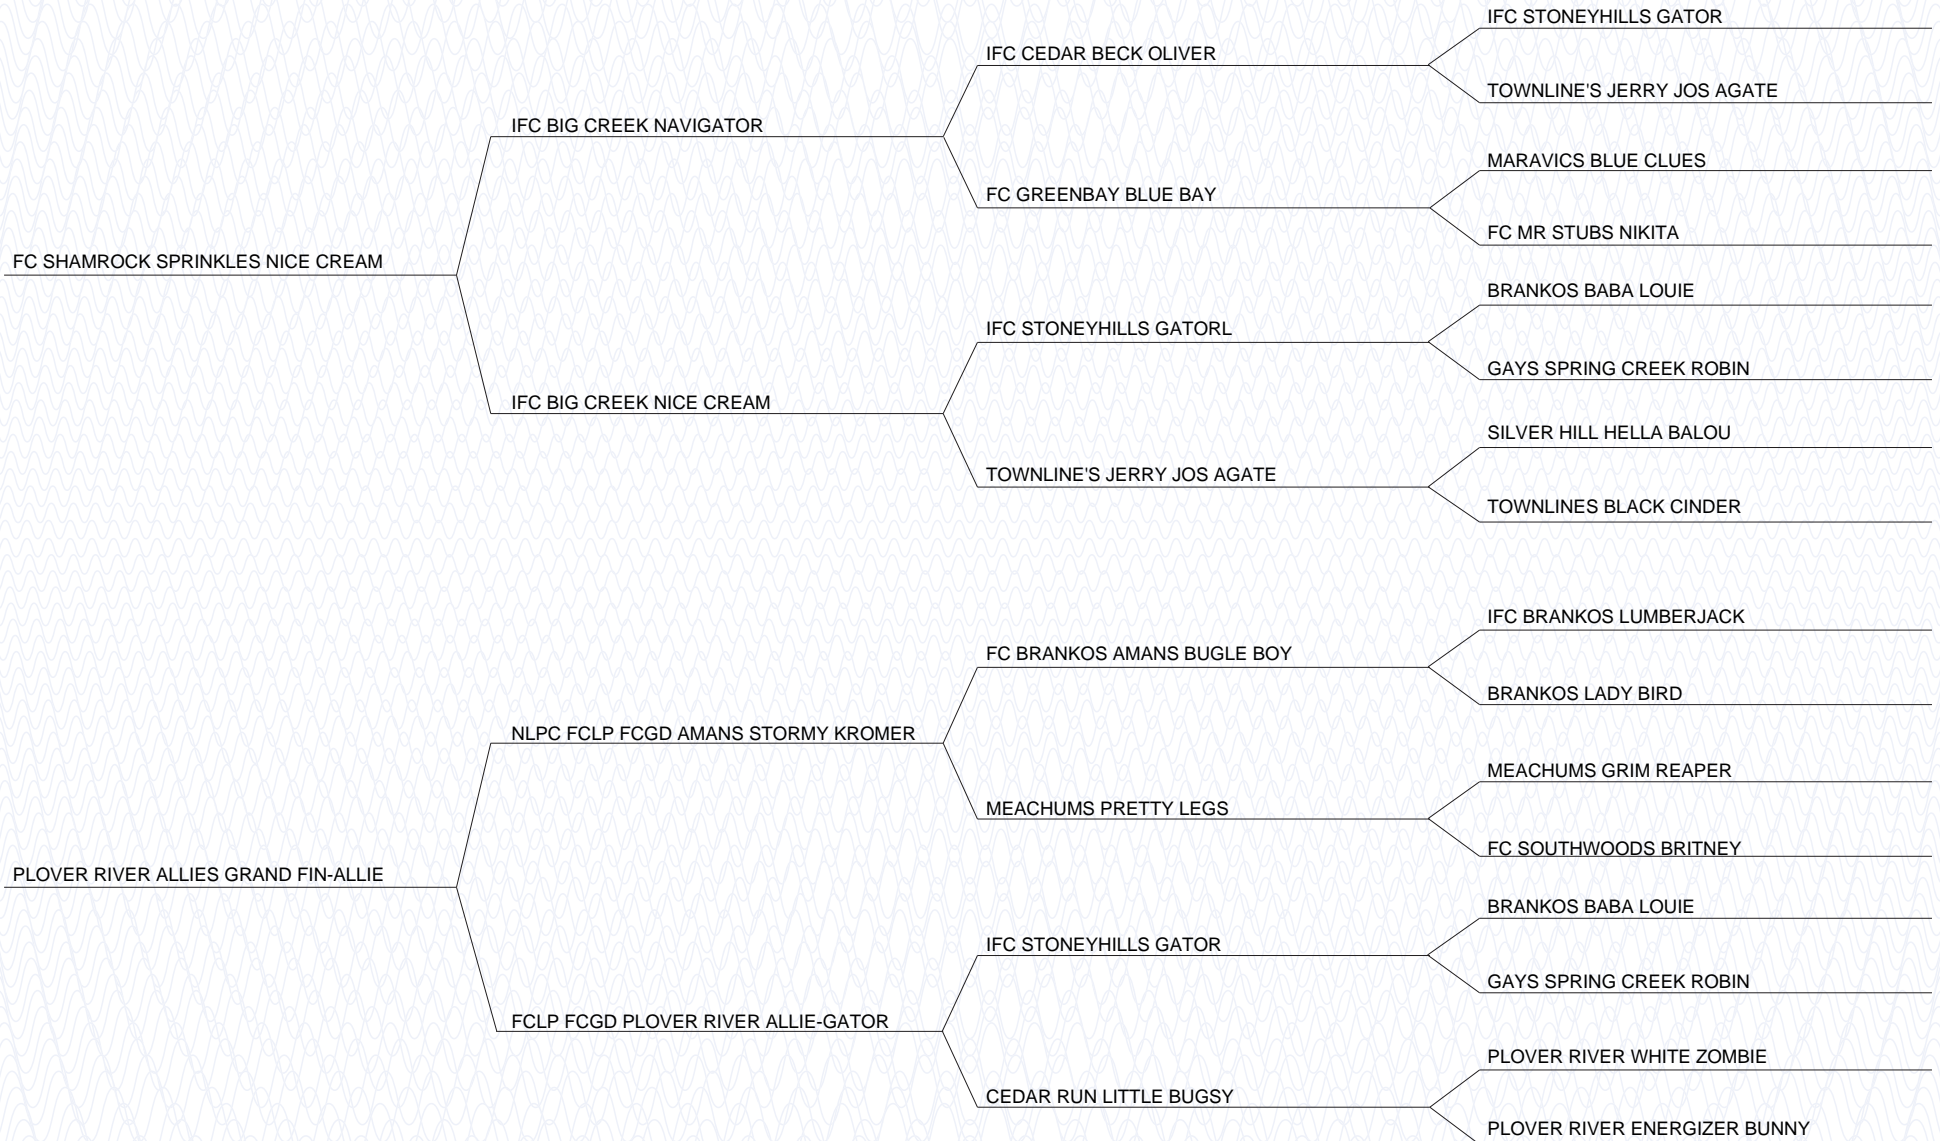 IFC STONEYHILLS GATOR
IFC CEDAR BECK OLIVER
TOWNLINE'S JERRY JOS AGATE
IFC BIG CREEK NAVIGATOR
MARAVICS BLUE CLUES
FC GREENBAY BLUE BAY
FC MR STUBS NIKITA
FC SHAMROCK SPRINKLES NICE CREAM
BRANKOS BABA LOUIE
IFC STONEYHILLS GATORL
GAYS SPRING CREEK ROBIN
IFC BIG CREEK NICE CREAM
SILVER HILL HELLA BALOU
TOWNLINE'S JERRY JOS AGATE
TOWNLINES BLACK CINDER
IFC BRANKOS LUMBERJACK
FC BRANKOS AMANS BUGLE BOY
BRANKOS LADY BIRD
NLPC FCLP FCGD AMANS STORMY KROMER
MEACHUMS GRIM REAPER
MEACHUMS PRETTY LEGS
FC SOUTHWOODS BRITNEY
PLOVER RIVER ALLIES GRAND FIN-ALLIE
BRANKOS BABA LOUIE
IFC STONEYHILLS GATOR
GAYS SPRING CREEK ROBIN
FCLP FCGD PLOVER RIVER ALLIE-GATOR
PLOVER RIVER WHITE ZOMBIE
CEDAR RUN LITTLE BUGSY
PLOVER RIVER ENERGIZER BUNNY